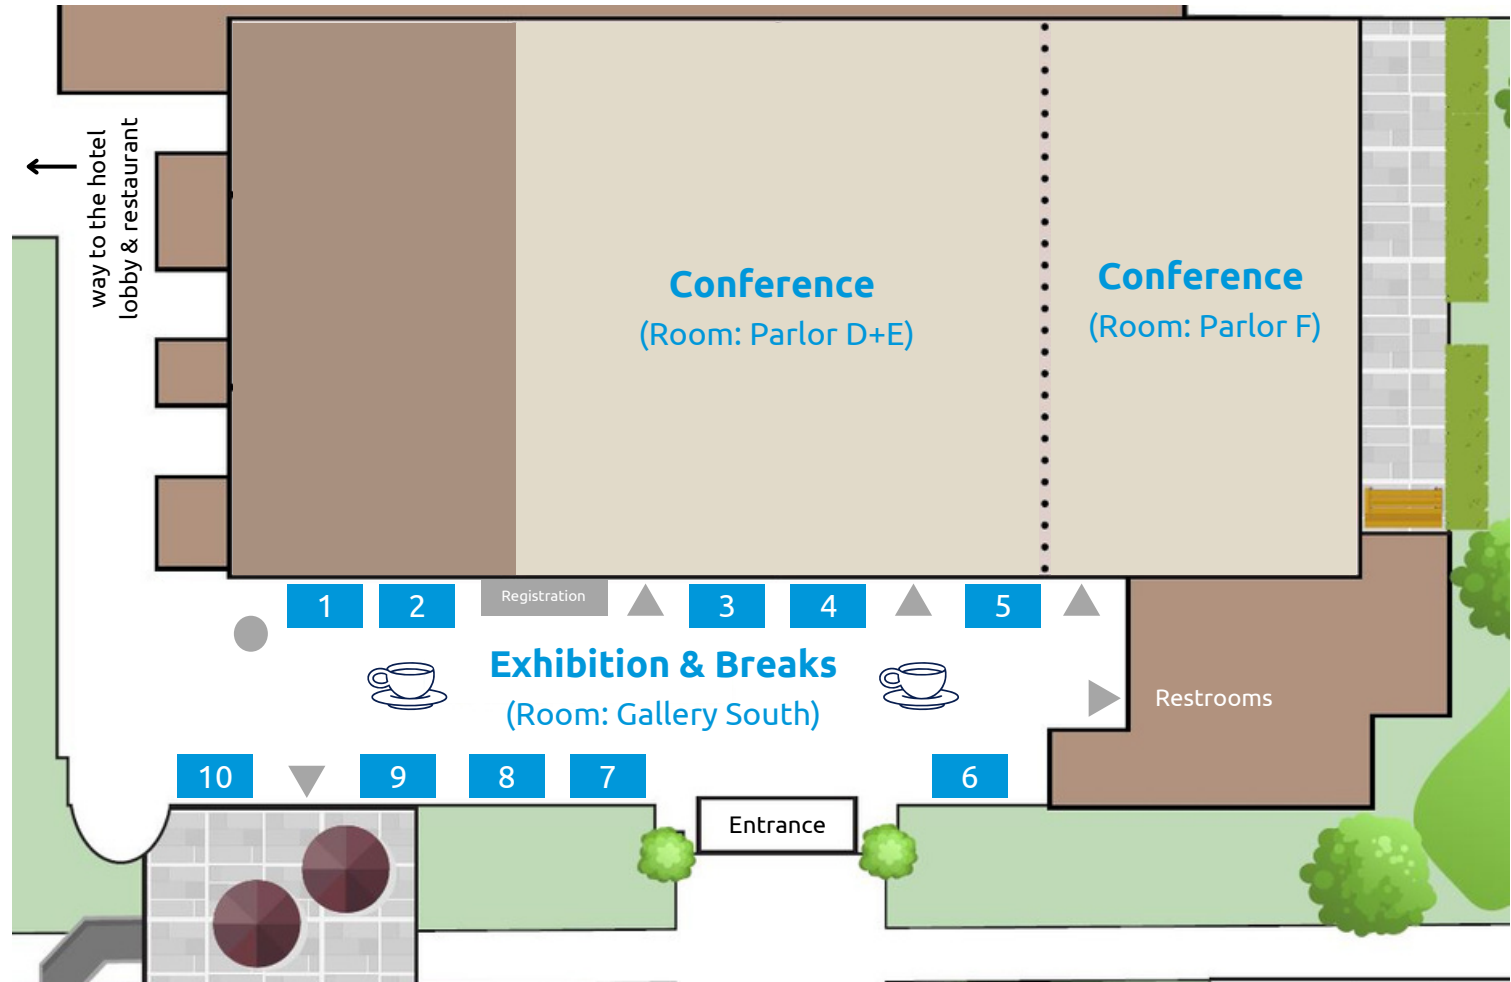 way to the hotel
lobby & restaurant
Conference
(Room: Parlor D+E)
Conference
(Room: Parlor F)
1
2
Registration
3
4
5
Exhibition & Breaks
(Room: Gallery South)
Restrooms
10
9
8
7
6
Entrance